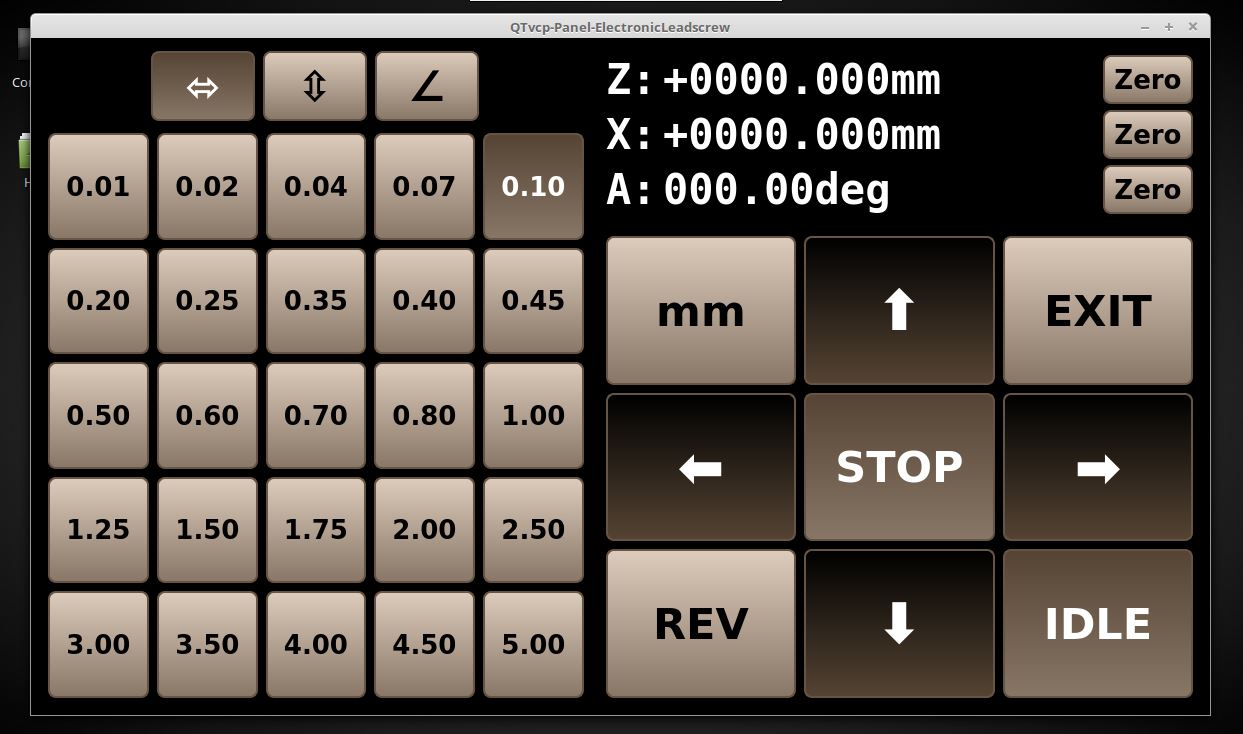 QTvcp-Panel-ElectronicLeadscrew
Z: +0000.000mm Zero
X: +0000.000mm Zero
A: 000.00deg Zero
0.01 0.02 0.04 0.07 0.10
0.20 0.25 0.35 0.40 0.45
0.50 0.60 0.70 0.80 1.00
1.25 1.50 1.75 2.00 2.50
3.00 3.50 4.00 4.50 5.00
mm EXIT
STOP
REV IDLE